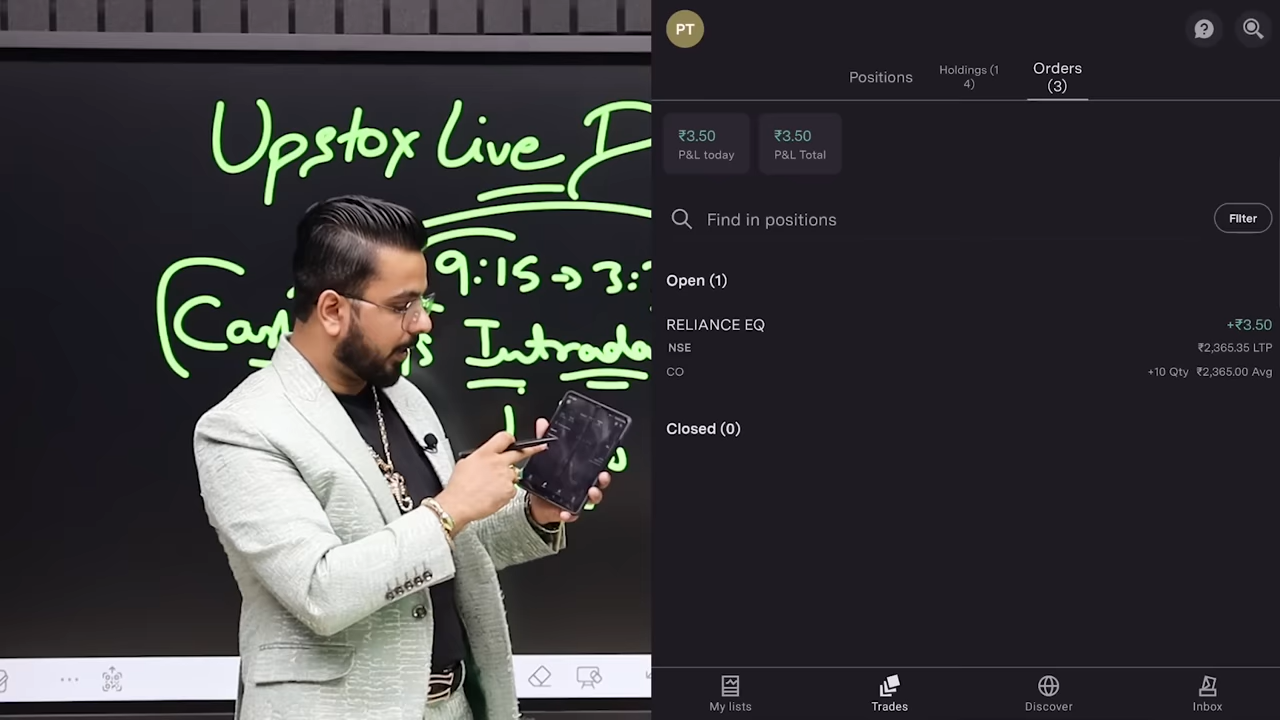 Upstox Live D
9:15 → 3:
Intrada
PT
Positions
Holdings (1
4)
Orders
(3)
₹3.50
P&L today
₹3.50
P&L Total
Find in positions
Filter
Open (1)
RELIANCE EQ
+₹3.50
NSE
₹2,365.35 LTP
CO
+10 Qty ₹2,365.00 Avg
Closed (0)
My lists
Trades
Discover
Inbox